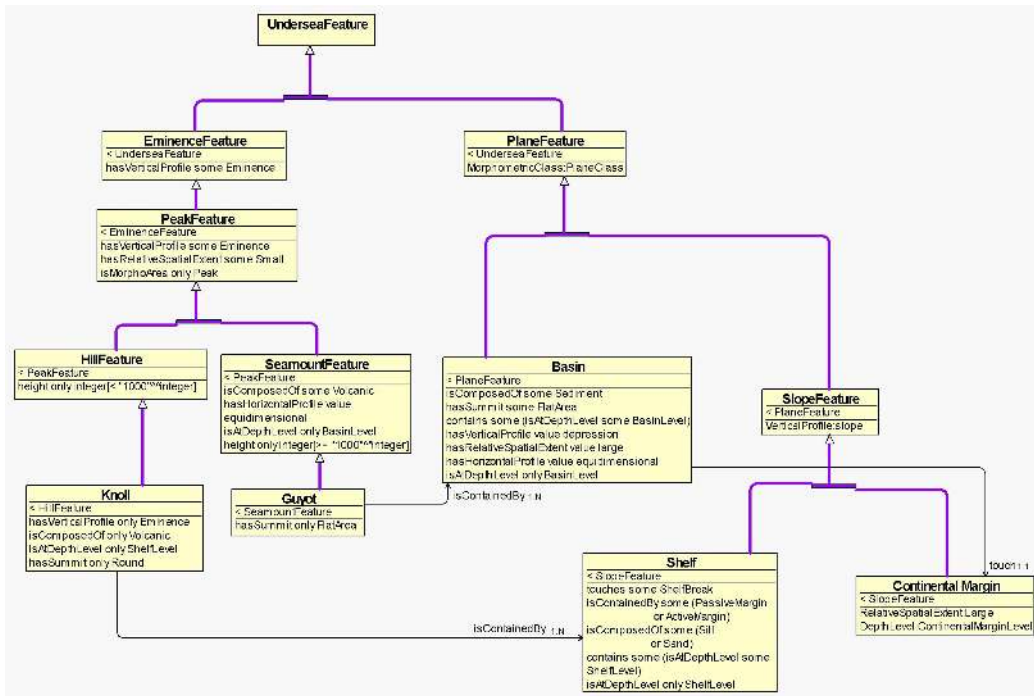 UnderseaFeature
EminenceFeature
< UnderseaFeature
hasVerticalProfile some Eminence
PlaneFeature
< UnderseaFeature
MorphometricClass:PlaneClass
PeakFeature
< EminenceFeature
hasVerticalProfile some Eminence
hasRelativeSpatialExtent some Small
isMorphoArea only Peak
HillFeature
< PeakFeature
height only integer[< "1000"^^integer]
SeamountFeature
< PeakFeature
isComposedOf some Volcanic
hasHorizontalProfile value
equidimensional
isAtDepthLevel only BasinLevel
height only integer[>= "1000"^^integer]
Basin
< PlaneFeature
isComposedOf some Sediment
hasSummit some FlatArea
contains some (isAtDepthLevel some BasinLevel)
hasVerticalProfile value depression
hasRelativeSpatialExtent value large
hasHorizontalProfile value equidimensional
isAtDepthLevel only BasinLevel
SlopeFeature
< PlaneFeature
VerticalProfile:slope
Knoll
< HillFeature
hasVerticalProfile only Eminence
isComposedOf only Volcanic
isAtDepthLevel only ShelfLevel
hasSummit only Round
Guyot
< SeamountFeature
hasSummit only FlatArea
isContainedBy 1..N
Shelf
< SlopeFeature
touches some ShelfBreak
isContainedBy some (PassiveMargin
or ActiveMargin)
isComposedOf some (Silt
or Sand)
contains some (isAtDepthLevel some
ShelfLevel)
isAtDepthLevel only ShelfLevel
touch 1..1
Continental Margin
< SlopeFeature
RelativeSpatialExtent:Large
DepthLevel:ContinentalMarginLevel
isContainedBy 1..N